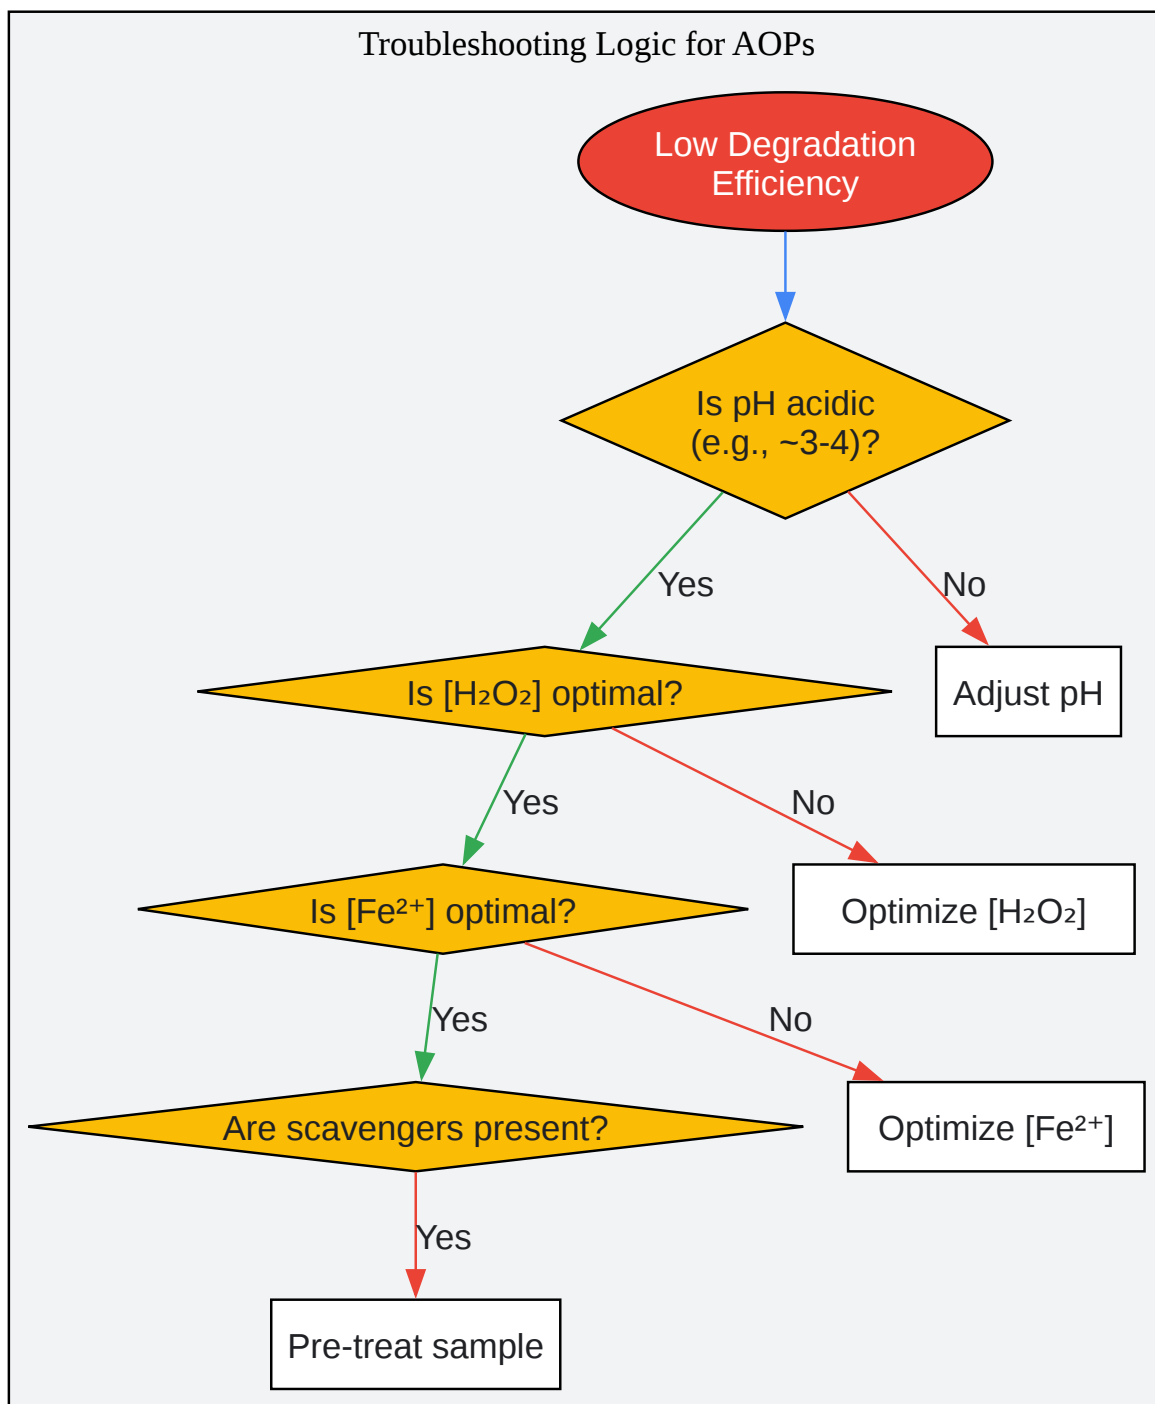 Troubleshooting Logic for AOPs
Low Degradation
Efficiency
Is pH acidic
(e.g., ~3-4)?
Yes
No
Is [H₂O₂] optimal?
Adjust pH
Yes
No
Is [Fe²⁺] optimal?
Optimize [H₂O₂]
Yes
No
Are scavengers present?
Optimize [Fe²⁺]
Yes
Pre-treat sample